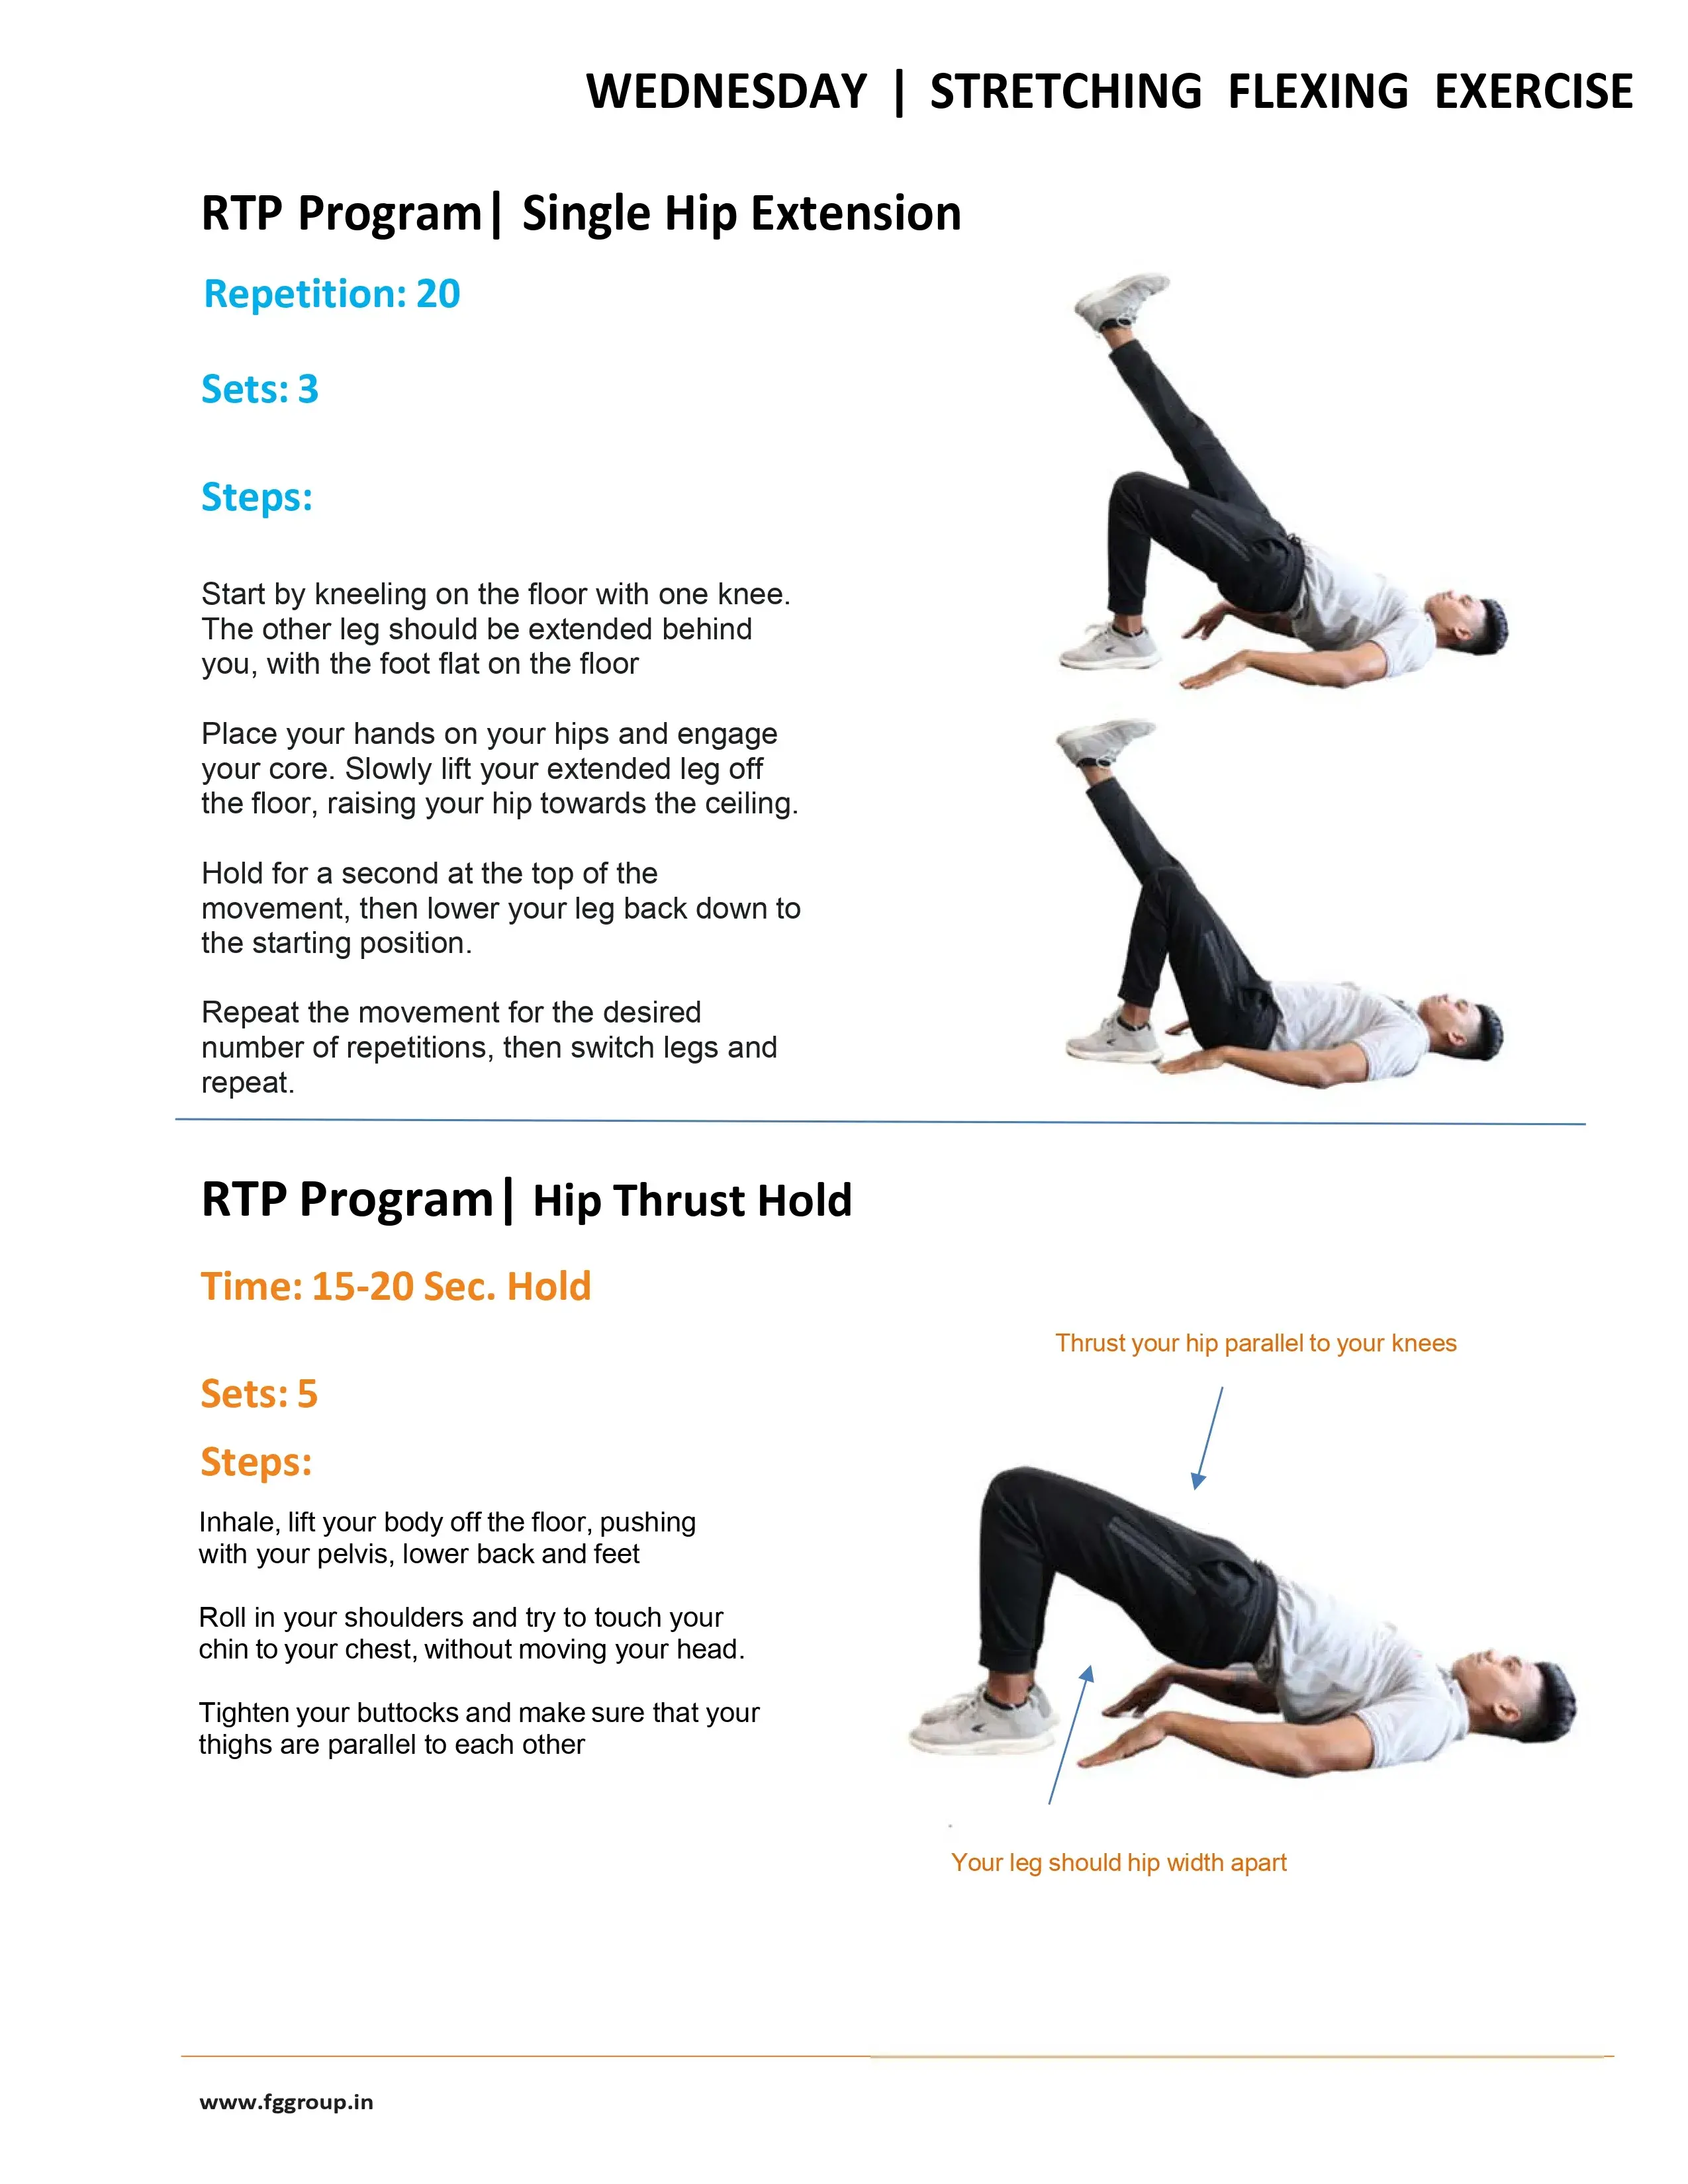 WEDNESDAY | STRETCHING FLEXING EXERCISE
RTP Program| Single Hip Extension
Repetition: 20
Sets: 3
Steps:
Start by kneeling on the floor with one knee.
The other leg should be extended behind
you, with the foot flat on the floor
Place your hands on your hips and engage
your core. Slowly lift your extended leg off
the floor, raising your hip towards the ceiling.
Hold for a second at the top of the
movement, then lower your leg back down to
the starting position.
Repeat the movement for the desired
number of repetitions, then switch legs and
repeat.
RTP Program| Hip Thrust Hold
Time: 15-20 Sec. Hold
Sets: 5
Steps:
Inhale, lift your body off the floor, pushing
with your pelvis, lower back and feet
Roll in your shoulders and try to touch your
chin to your chest, without moving your head.
Tighten your buttocks and make sure that your
thighs are parallel to each other
Thrust your hip parallel to your knees
Your leg should hip width apart
www.fggroup.in